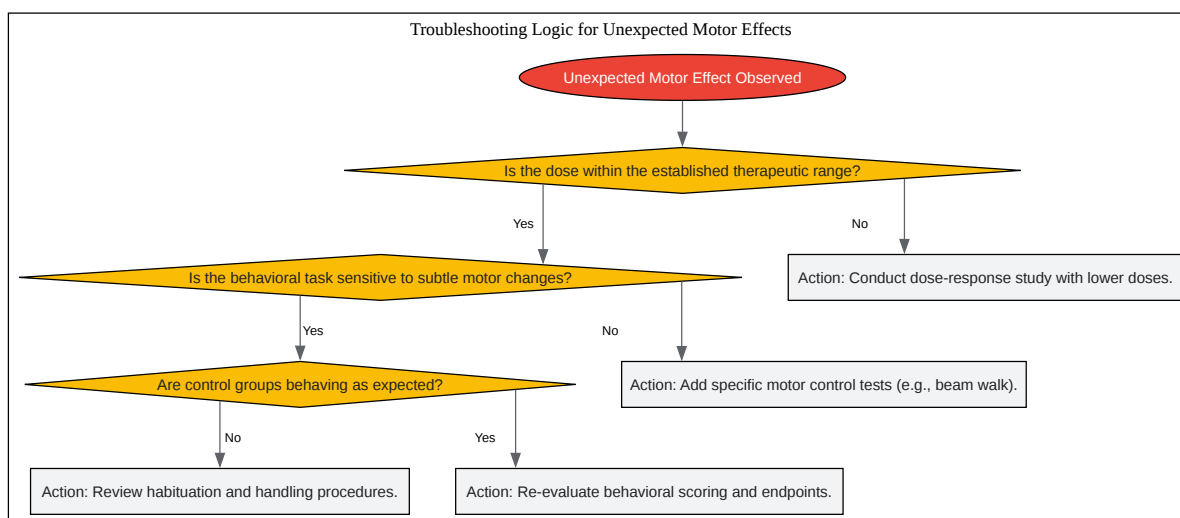 Troubleshooting Logic for Unexpected Motor Effects
Unexpected Motor Effect Observed
Is the dose within the established therapeutic range?
Yes
No
Is the behavioral task sensitive to subtle motor changes?
Action: Conduct dose-response study with lower doses.
Yes
No
Are control groups behaving as expected?
Action: Add specific motor control tests (e.g., beam walk).
No
Yes
Action: Review habituation and handling procedures.
Action: Re-evaluate behavioral scoring and endpoints.